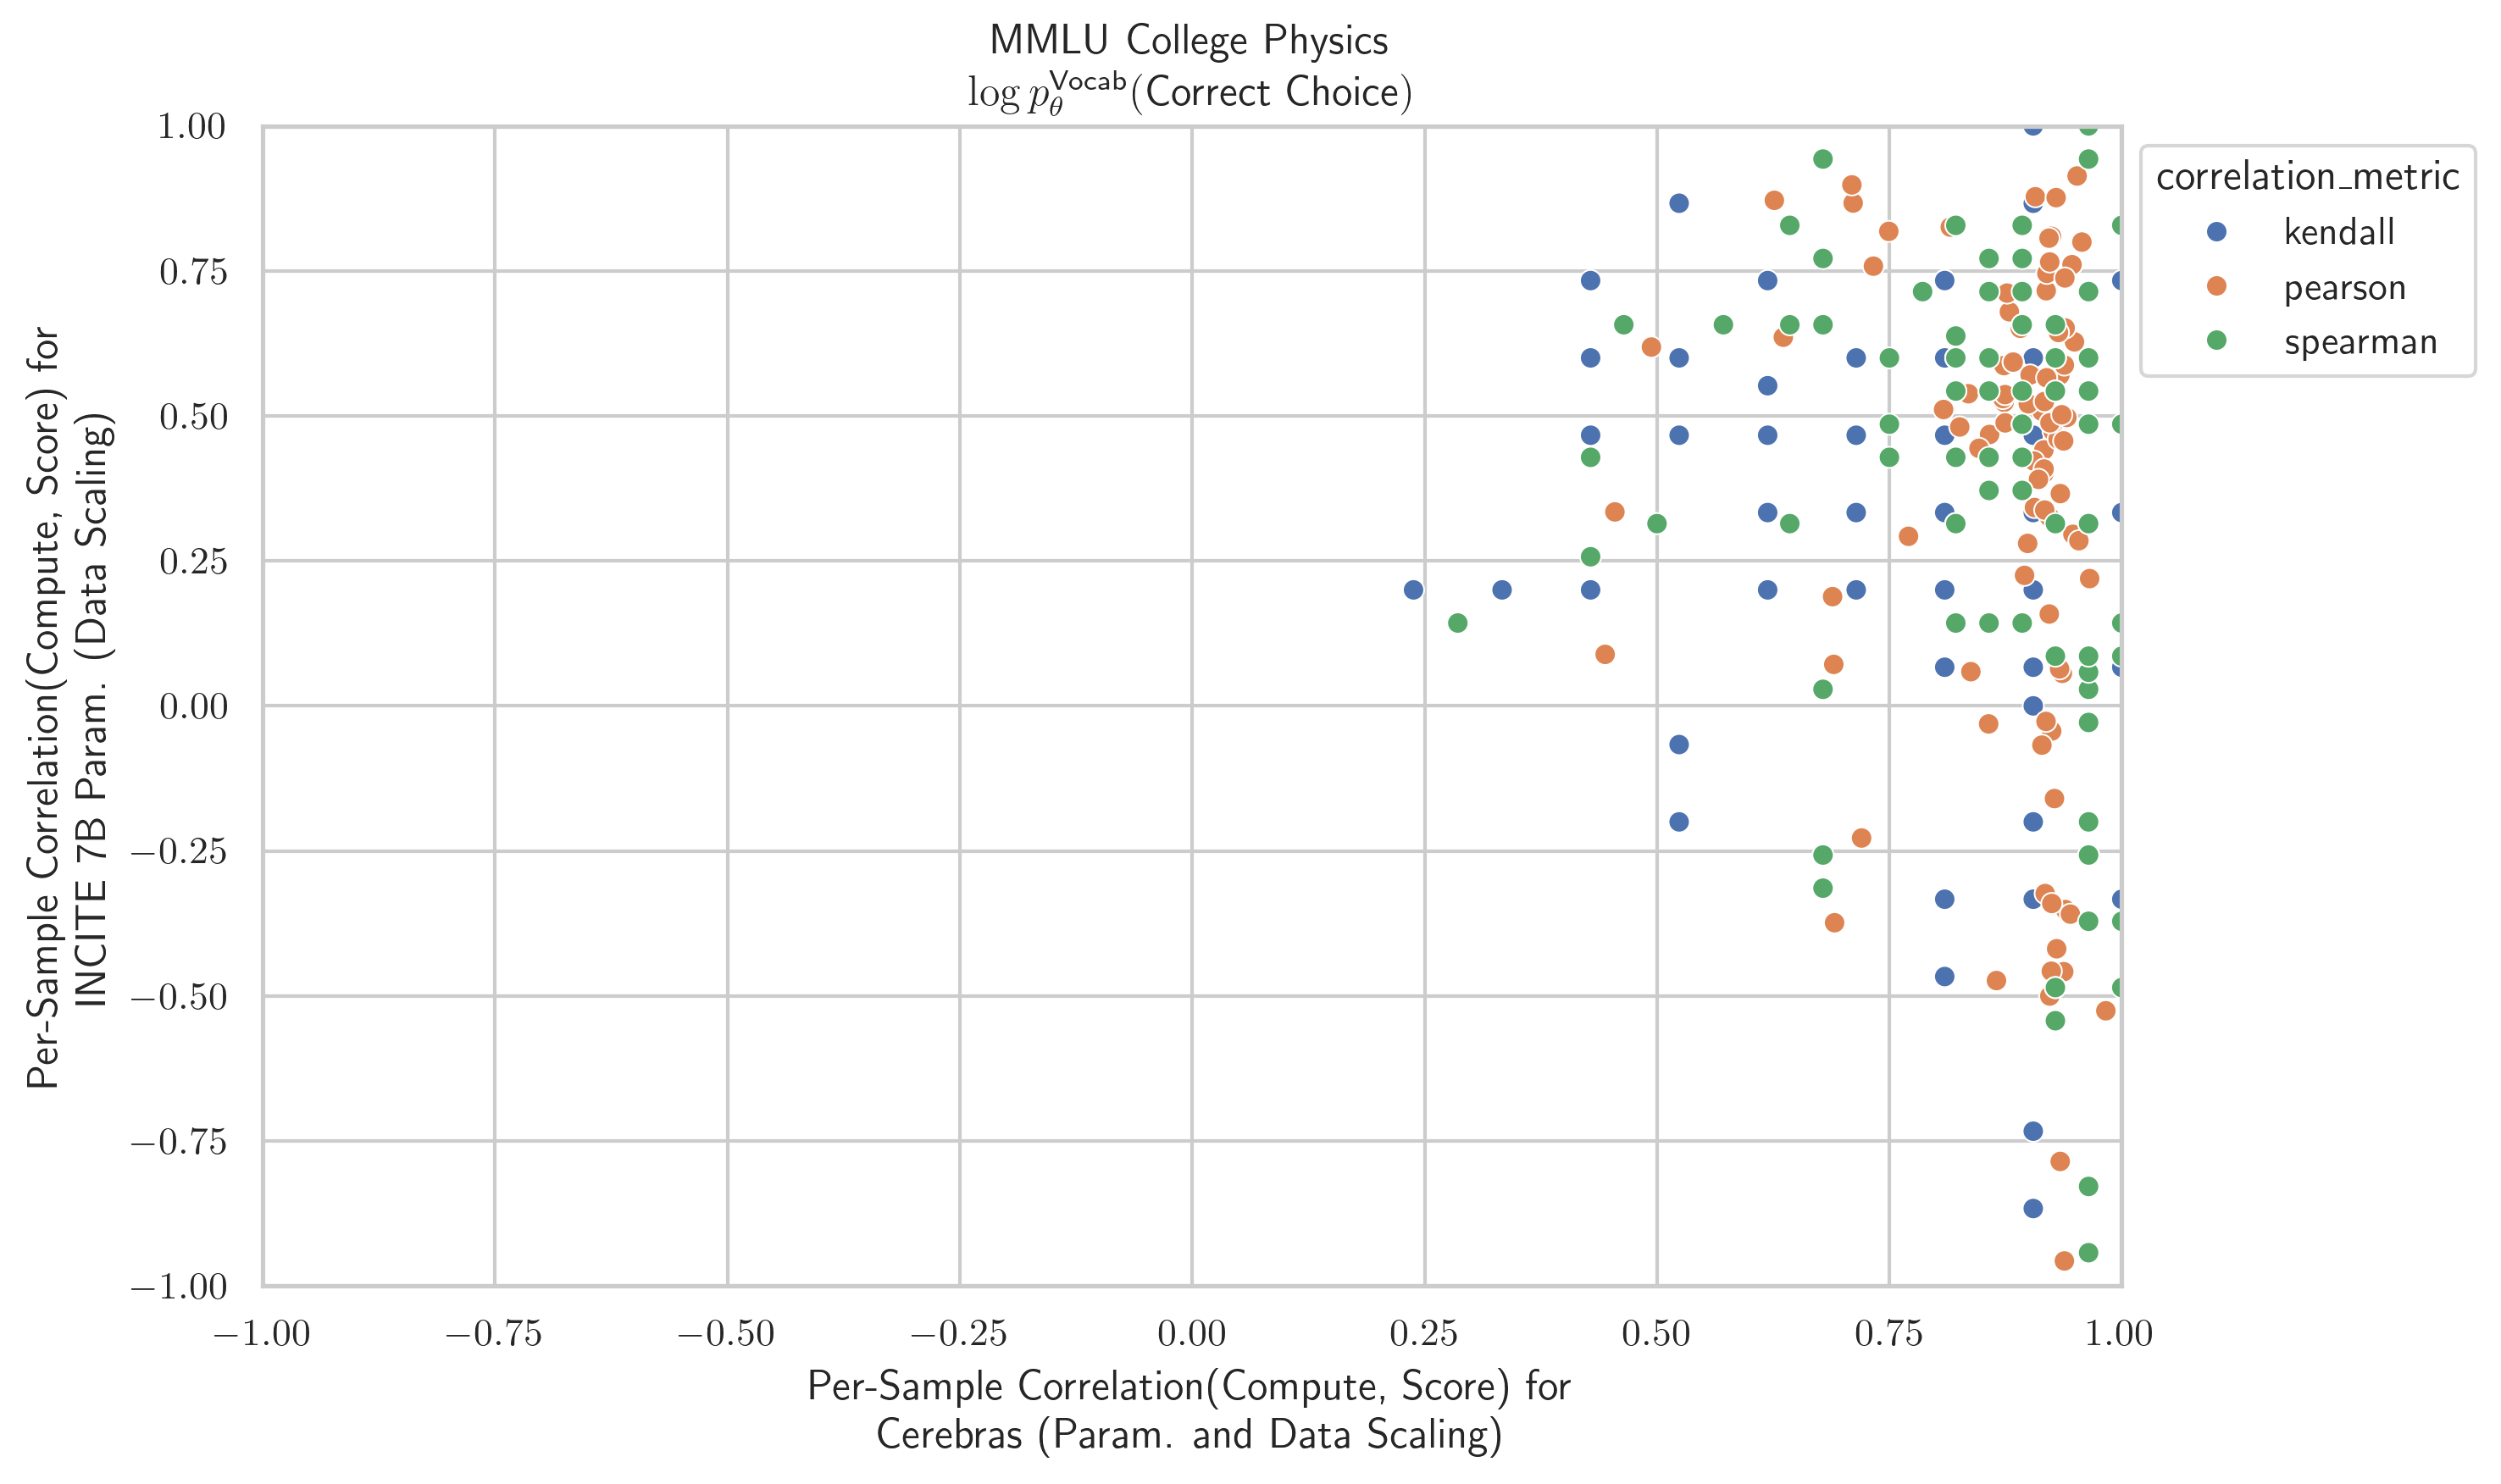 MMLU College Physics
log p_θ^Vocab(Correct Choice)
Per-Sample Correlation(Compute, Score) for
INCITE 7B Param. (Data Scaling)
1.00
0.75
0.50
0.25
0.00
−0.25
−0.50
−0.75
−1.00
−1.00 −0.75 −0.50 −0.25 0.00 0.25 0.50 0.75 1.00
Per-Sample Correlation(Compute, Score) for
Cerebras (Param. and Data Scaling)
correlation_metric
kendall
pearson
spearman